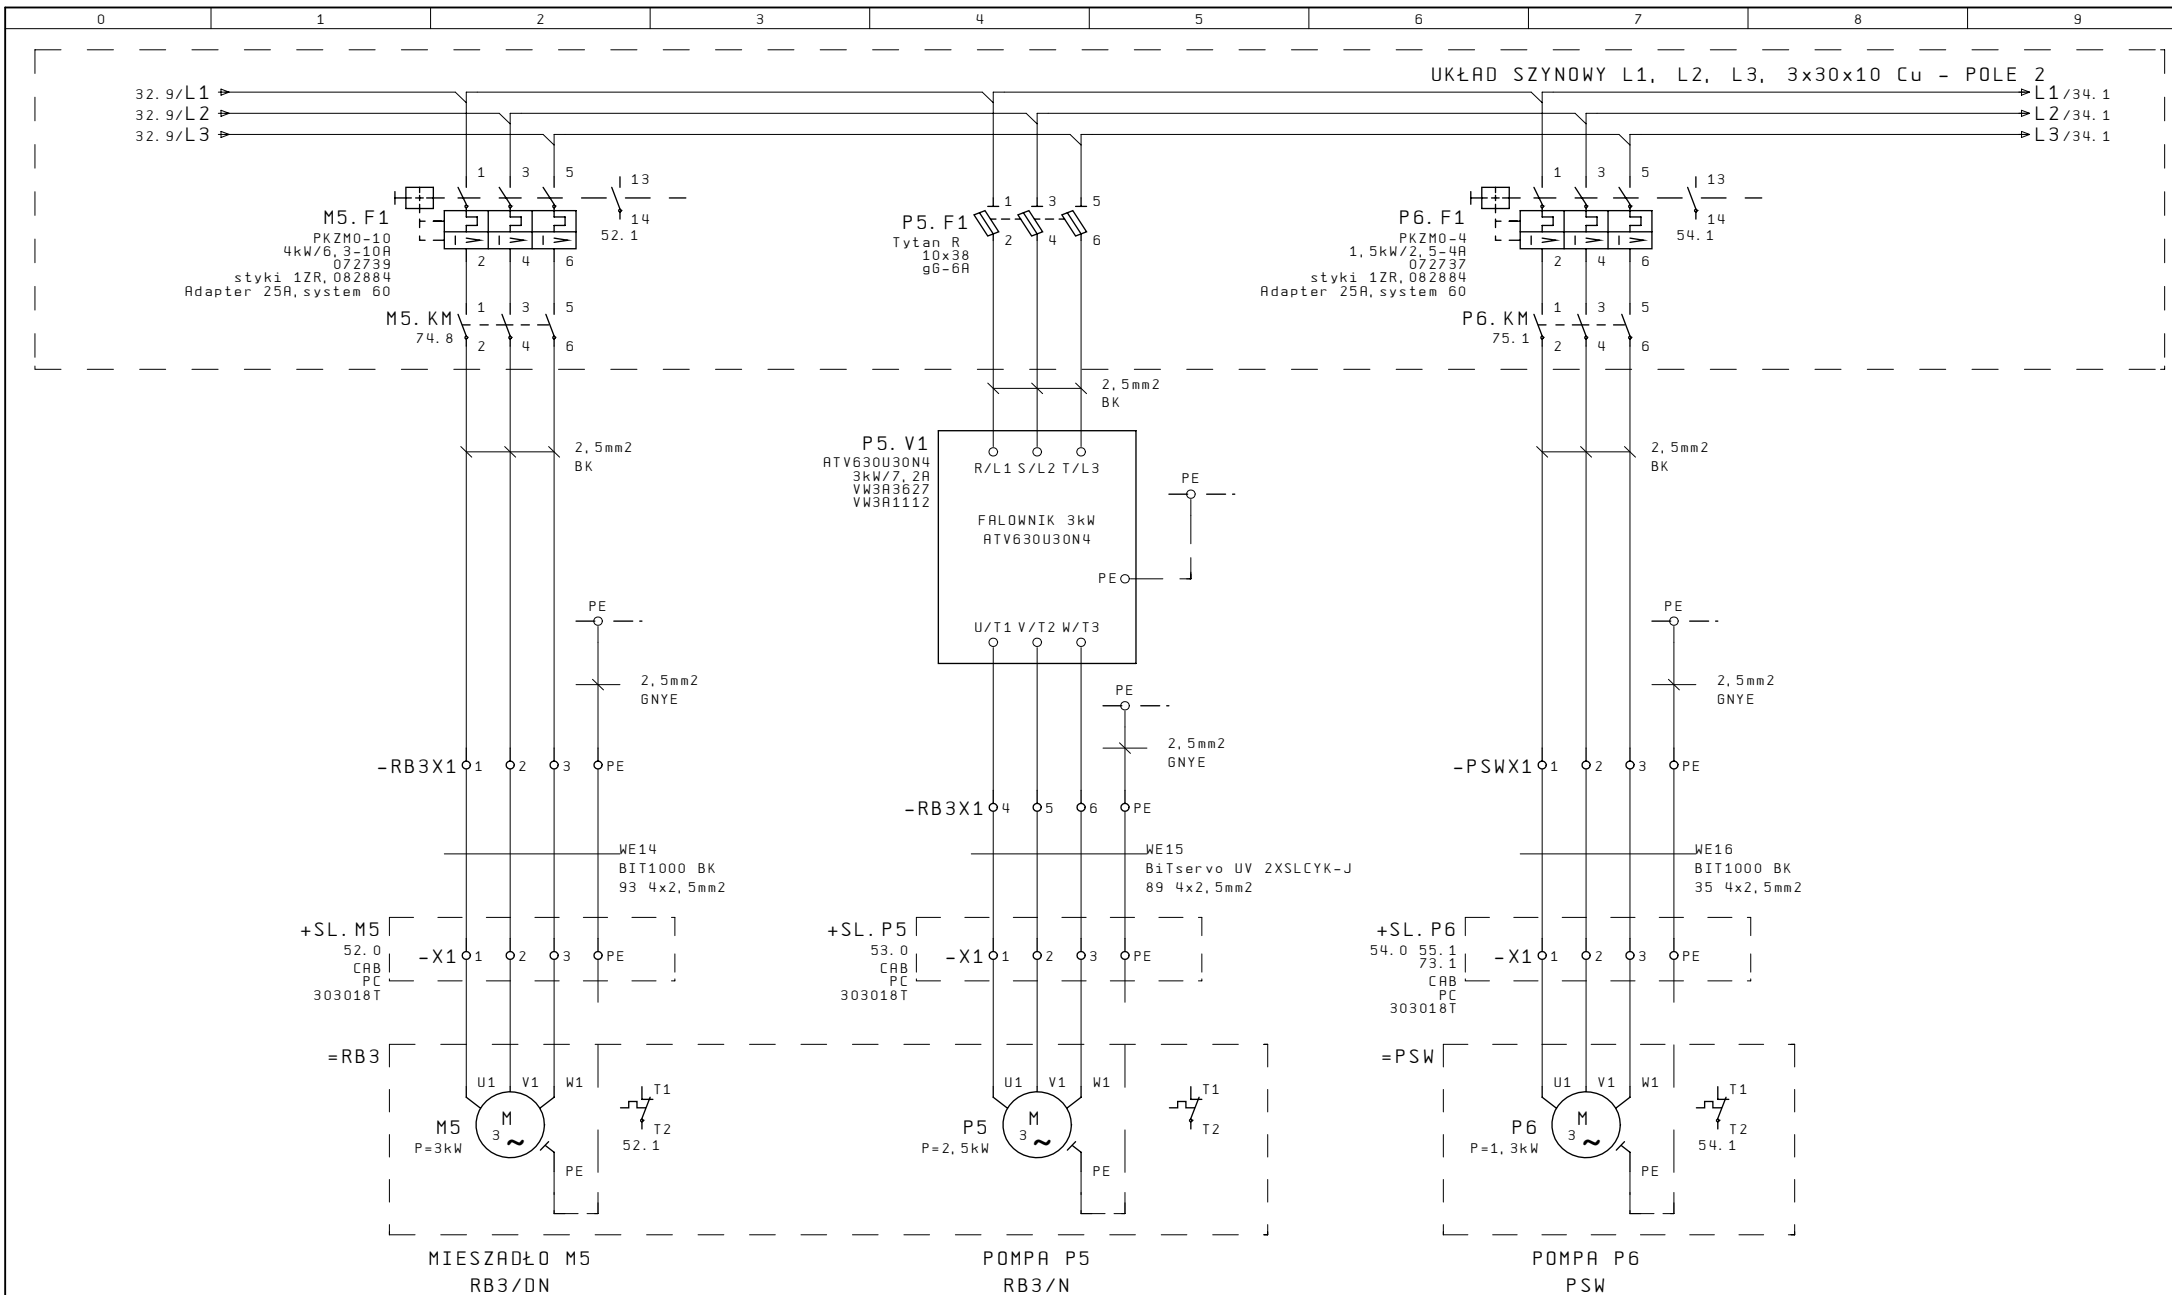 0 1 2 3 4 5 6 7 8 9
UKŁAD SZYNOWY L1, L2, L3, 3x30x10 Cu - POLE 2
32.9/L1
L1/34.1
32.9/L2
L2/34.1
32.9/L3
L3/34.1
1 3 5 13
14
52.1
M5.F1
PKZM0-10
4kW/6,3-10A
072739
styki 1ZR,082884
Adapter 25A,system 60
I > I > I >
2 4 6
1 3 5
M5.KM
74.8
2 4 6
2,5mm2
BK
PE
2,5mm2
GNYE
-RB3X1 1 2 3 PE
WE14
BIT1000 BK
93 4x2,5mm2
+SL.M5
52.0
CAB
PC
303018T
-X1 1 2 3 PE
=RB3
U1 V1 W1
M
3 ~
M5
P=3kW
PE
T1
T2
52.1
MIESZADŁO M5
RB3/DN
1 3 5
P5.F1
Tytan R
10x38
gG-6A
2 4 6
2,5mm2
BK
P5.V1
ATV630U30N4
3kW/7,2A
VW3A3627
VW3A1112
R/L1 S/L2 T/L3
FALOWNIK 3kW
ATV630U30N4
PE
PE
U/T1 V/T2 W/T3
PE
2,5mm2
GNYE
-RB3X1 4 5 6 PE
WE15
BiTservo UV 2XSLCYK-J
89 4x2,5mm2
+SL.P5
53.0
CAB
PC
303018T
-X1 1 2 3 PE
U1 V1 W1
M
3 ~
P5
P=2,5kW
PE
T1
T2
POMPA P5
RB3/N
1 3 5 13
14
54.1
P6.F1
PKZM0-4
1,5kW/2,5-4A
072737
styki 1ZR,082884
Adapter 25A,system 60
I > I > I >
2 4 6
1 3 5
P6.KM
75.1
2 4 6
2,5mm2
BK
PE
2,5mm2
GNYE
-PSWX1 1 2 3 PE
WE16
BIT1000 BK
35 4x2,5mm2
+SL.P6
54.0 55.1
73.1
CAB
PC
303018T
-X1 1 2 3 PE
=PSW
U1 V1 W1
M
3 ~
P6
P=1,3kW
PE
T1
T2
54.1
POMPA P6
PSW